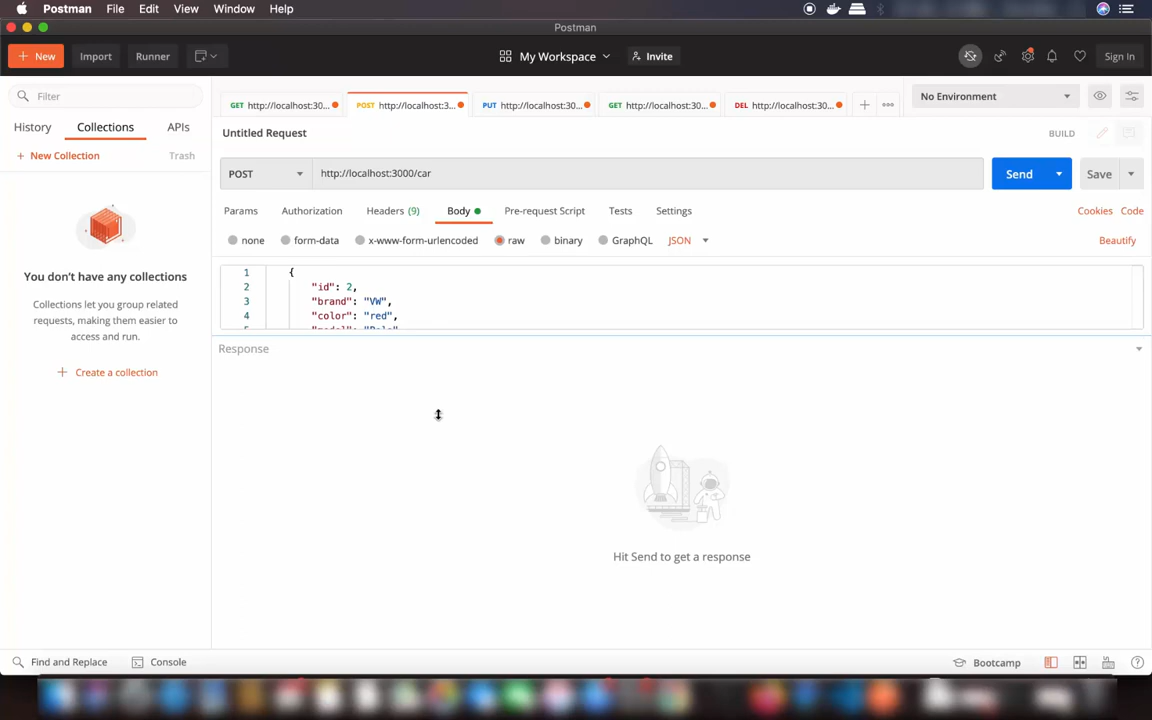 Postman File Edit View Window Help
Postman
+ New Import Runner My Workspace Invite Sign In
Filter
History Collections APIs
+ New Collection Trash
You don't have any collections
Collections let you group related
requests, making them easier to
access and run.
+ Create a collection
GET http://localhost:30... POST http://localhost:3... PUT http://localhost:30... GET http://localhost:30... DEL http://localhost:30... + No Environment
Untitled Request BUILD
POST http://localhost:3000/car Send Save
Params Authorization Headers (9) Body Pre-request Script Tests Settings Cookies Code
none form-data x-www-form-urlencoded raw binary GraphQL JSON Beautify
1 {
2 "id": 2,
3 "brand": "VW",
4 "color": "red",
5 "model": "Polo"
Response
Hit Send to get a response
Find and Replace Console Bootcamp